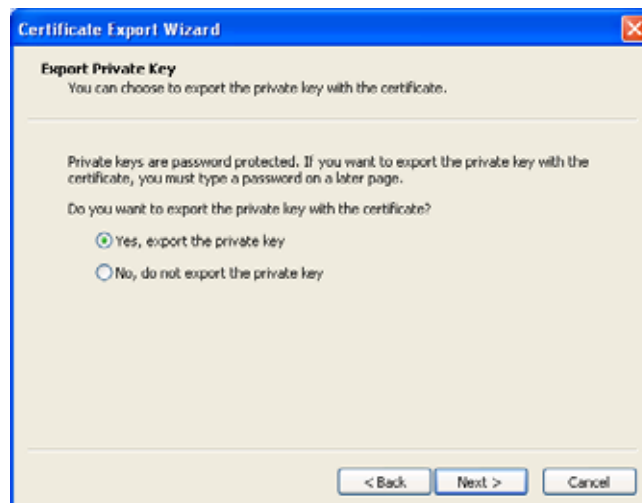 Certificate Export Wizard
Export Private Key
You can choose to export the private key with the certificate.
Private keys are password protected. If you want to export the private key with the
certificate, you must type a password on a later page.
Do you want to export the private key with the certificate?
Yes, export the private key
No, do not export the private key
< Back Next > Cancel